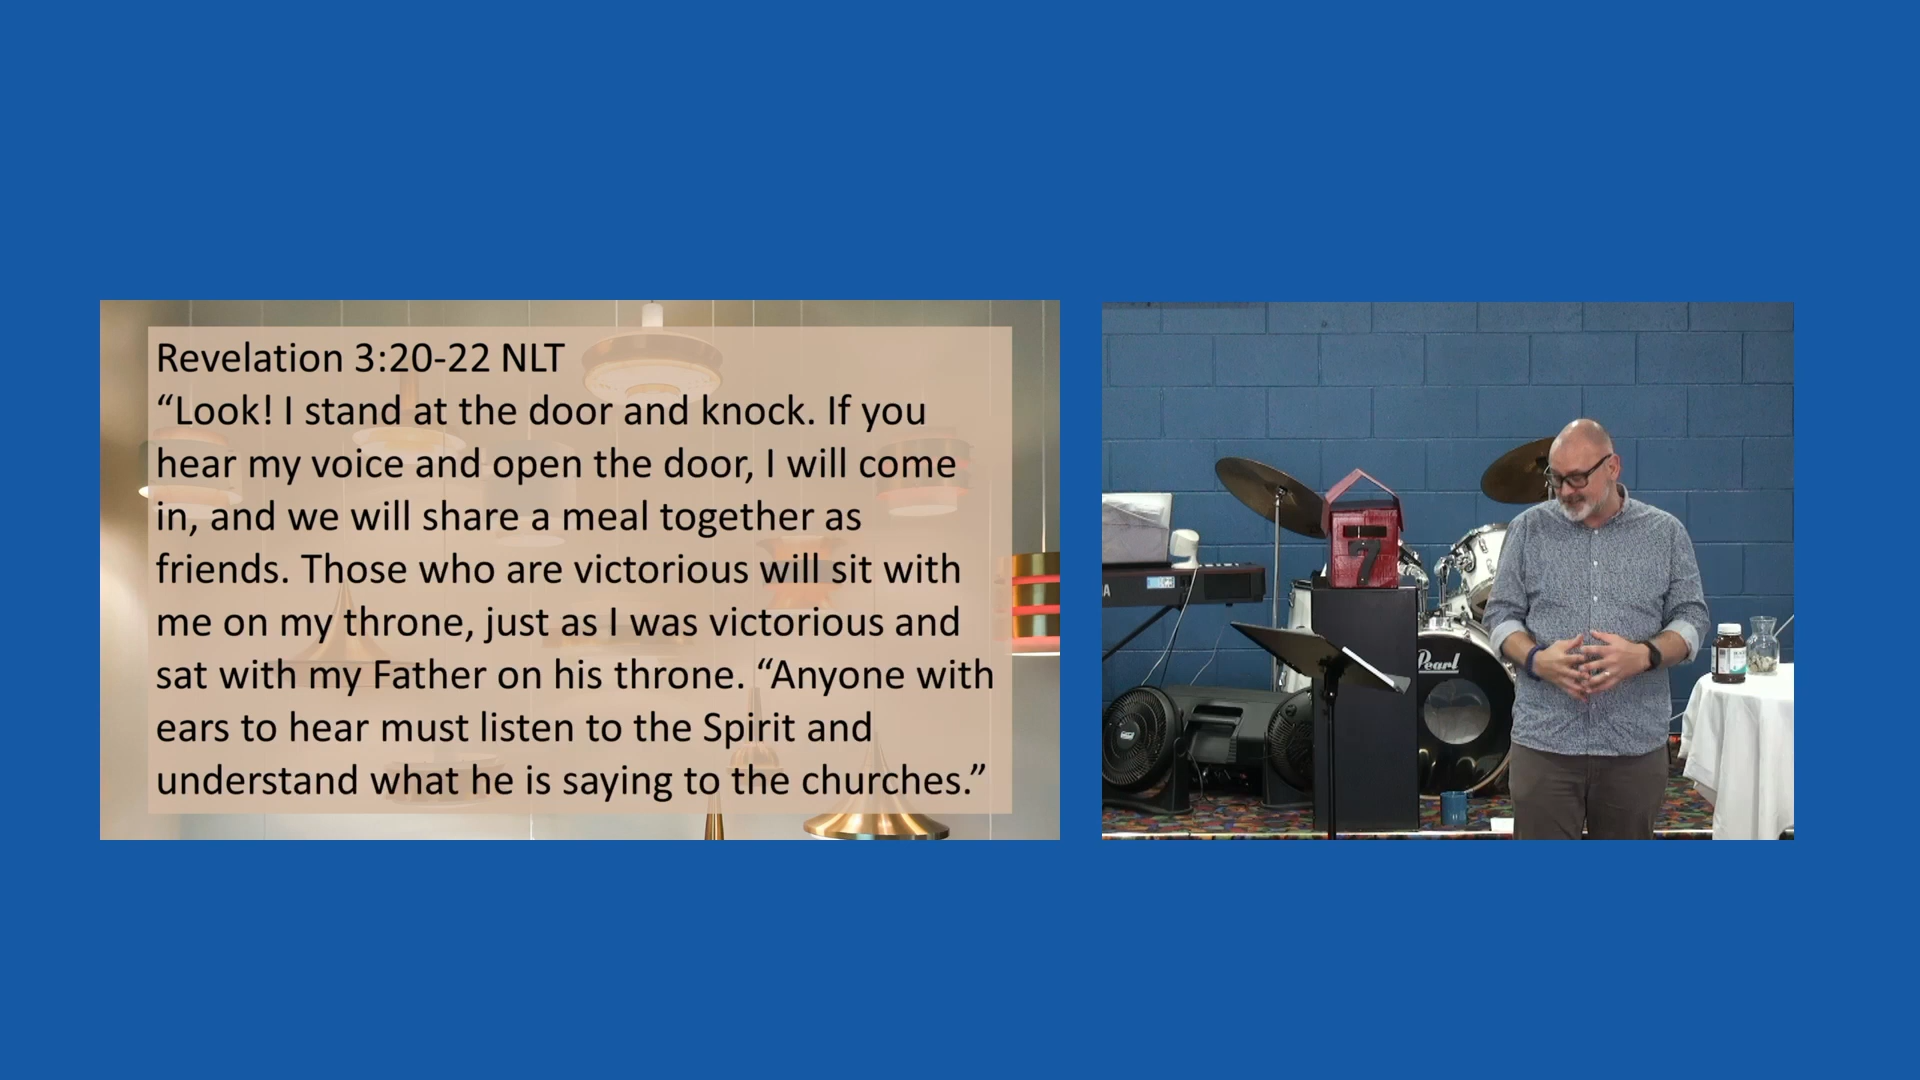 Revelation 3:20-22 NLT
“Look! I stand at the door and knock. If you
hear my voice and open the door, I will come
in, and we will share a meal together as
friends. Those who are victorious will sit with
me on my throne, just as I was victorious and
sat with my Father on his throne. “Anyone with
ears to hear must listen to the Spirit and
understand what he is saying to the churches.”
7
Pearl